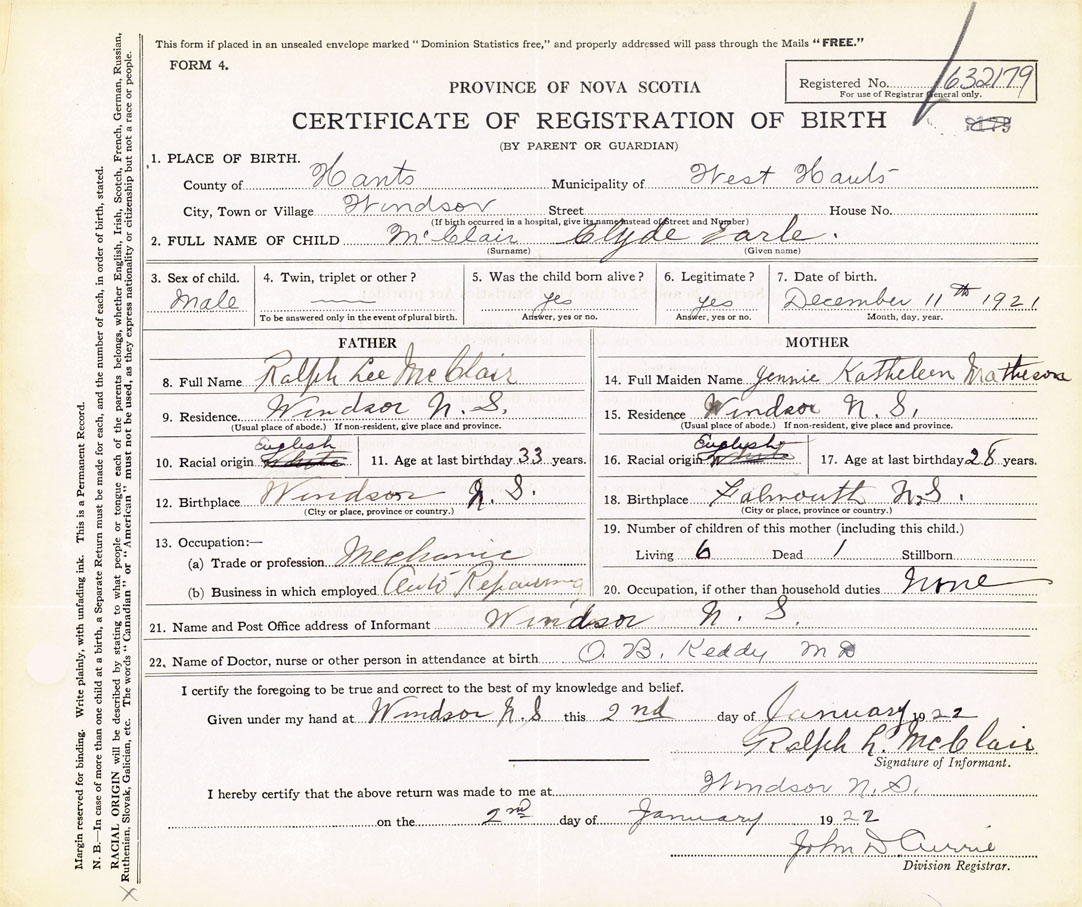 This form if placed in an unsealed envelope marked "Dominion Statistics free," and properly addressed will pass through the Mails "FREE."
FORM 4.
Registered No. 632179
For use of Registrar General only.
PROVINCE OF NOVA SCOTIA
CERTIFICATE OF REGISTRATION OF BIRTH
(BY PARENT OR GUARDIAN)
1. PLACE OF BIRTH.
County of Hants Municipality of West Hants
City, Town or Village Windsor Street House No.
(If birth occurred in a hospital, give its name instead of Street and Number)
2. FULL NAME OF CHILD McClair Clyde Earle.
(Surname) (Given name)
3. Sex of child. 4. Twin, triplet or other? 5. Was the child born alive? 6. Legitimate? 7. Date of birth.
Male — yes yes December 11th 1921
To be answered only in the event of plural birth. Answer, yes or no. Answer, yes or no. Month, day, year.
FATHER
8. Full Name Ralph Lee McClair
9. Residence Windsor N. S.
(Usual place of abode.) If non-resident, give place and province.
English
10. Racial origin White 11. Age at last birthday 33 years.
12. Birthplace Windsor N. S.
(City or place, province or country.)
13. Occupation:—
(a) Trade or profession Mechanic
(b) Business in which employed Auto Repairing
MOTHER
14. Full Maiden Name Jennie Katheleen Matheson
15. Residence Windsor N. S.
(Usual place of abode.) If non-resident, give place and province.
English
16. Racial origin White 17. Age at last birthday 28 years.
18. Birthplace Falmouth N.S.
(City or place, province or country.)
19. Number of children of this mother (including this child.)
Living 6 Dead 1 Stillborn
20. Occupation, if other than household duties None
21. Name and Post Office address of Informant Windsor N. S.
22. Name of Doctor, nurse or other person in attendance at birth O. B. Keddy MD
I certify the foregoing to be true and correct to the best of my knowledge and belief.
Given under my hand at Windsor N.S this 2nd day of January 1922
Ralph L. McClair
Signature of Informant.
I hereby certify that the above return was made to me at Windsor N.S.
on the 2nd day of January 1922
John D Currie
Division Registrar.
Margin reserved for binding. Write plainly, with unfading ink. This is a Permanent Record.
N. B.—In case of more than one child at a birth, a Separate Return must be made for each, and the number of each, in order of birth, stated.
RACIAL ORIGIN will be described by stating to what people or tongue each of the parents belongs, whether English, Irish, Scotch, French, German, Russian,
Ruthenian, Slovak, Galician, etc. The words "Canadian" or "American" must not be used, as they express nationality or citizenship but not a race or people.
X